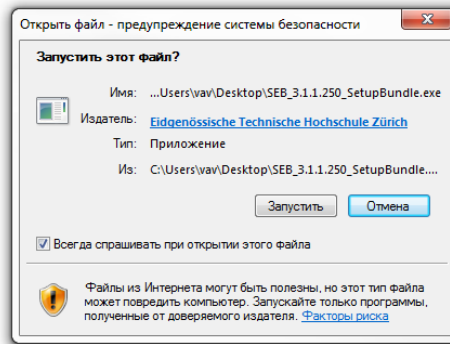 Открыть файл - предупреждение системы безопасности
Запустить этот файл?
Имя: ...Users\vav\Desktop\SEB_3.1.1.250_SetupBundle.exe
Издатель: Eidgenössische Technische Hochschule Zürich
Тип: Приложение
Из: C:\Users\vav\Desktop\SEB_3.1.1.250_SetupBundle....
Запустить Отмена
Всегда спрашивать при открытии этого файла
Файлы из Интернета могут быть полезны, но этот тип файла
может повредить компьютер. Запускайте только программы,
полученные от доверяемого издателя. Факторы риска